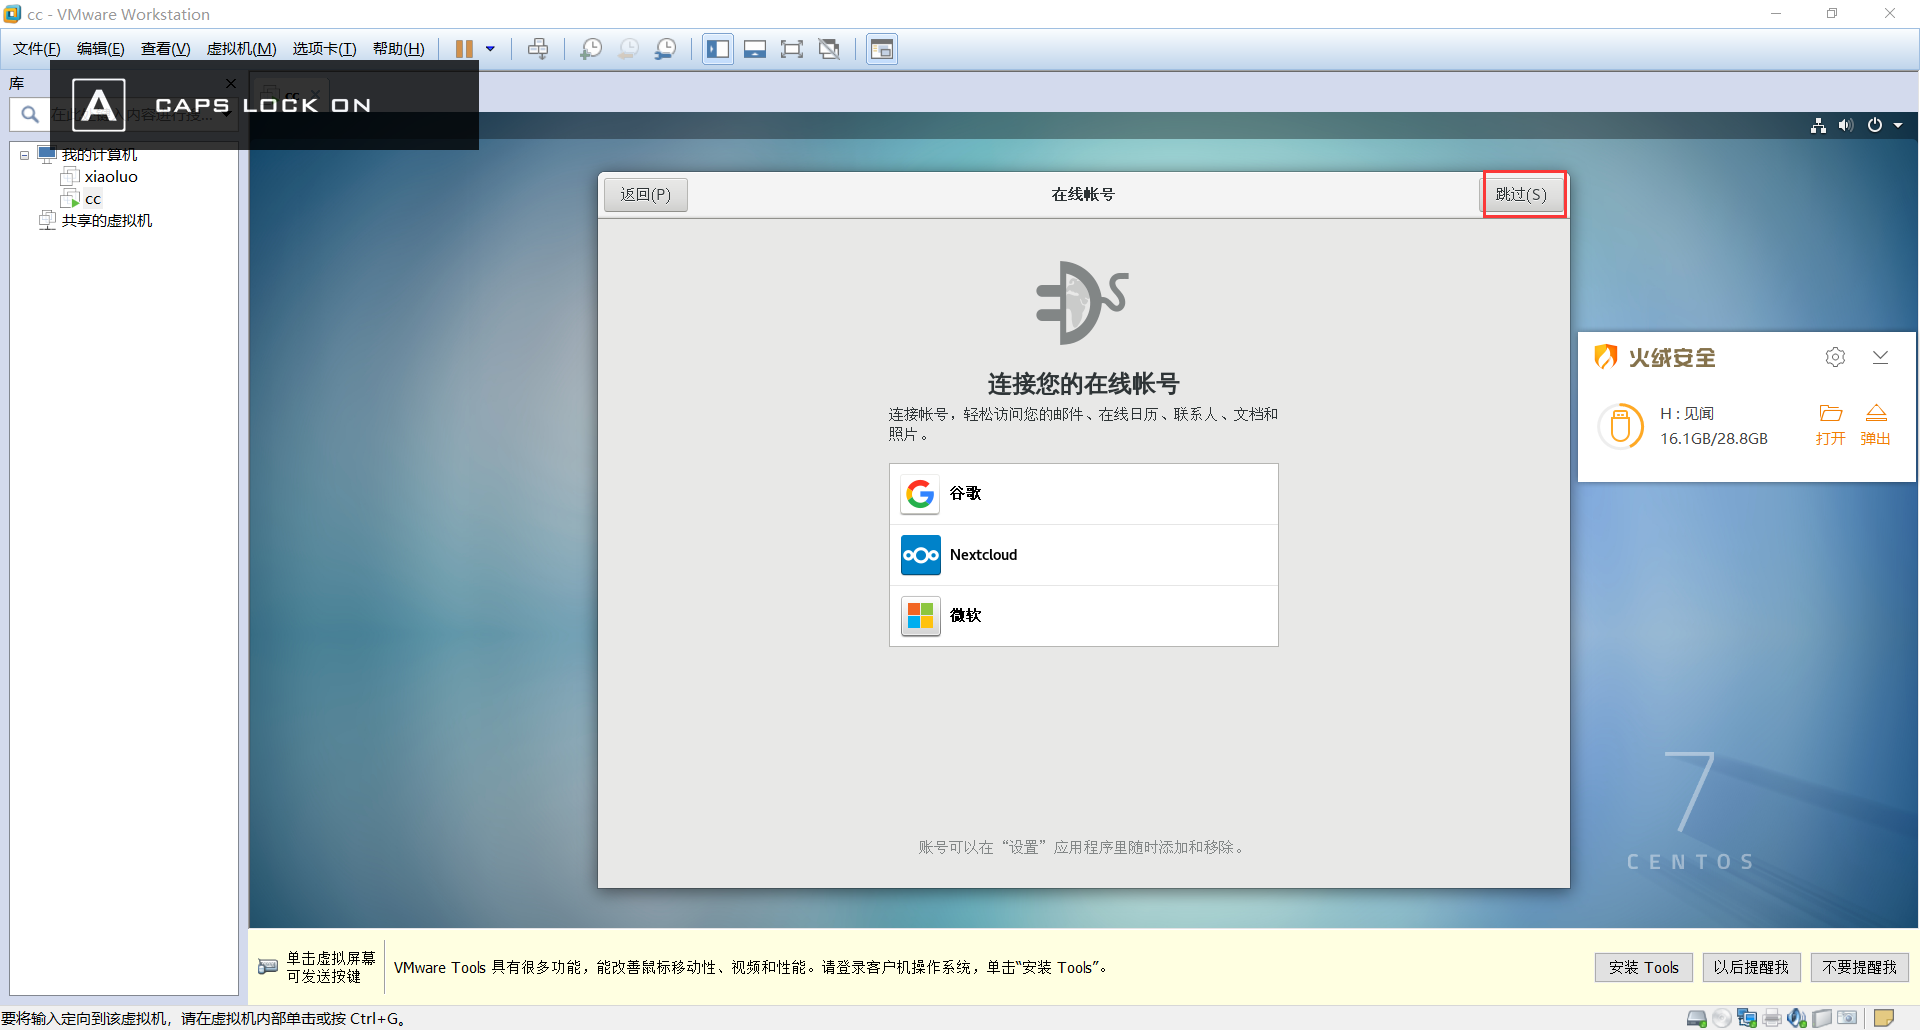 cc - VMware Workstation
文件(F) 编辑(E) 查看(V) 虚拟机(M) 选项卡(T) 帮助(H)
库
A CAPS LOCK ON
cc
我的计算机
xiaoluo
cc
共享的虚拟机
返回(P) 在线帐号 跳过(S)
连接您的在线帐号
连接帐号，轻松访问您的邮件、在线日历、联系人、文档和
照片。
谷歌
Nextcloud
微软
账号可以在“设置”应用程序里随时添加和移除。
火绒安全
H : 见闻
16.1GB/28.8GB
打开 弹出
7
CENTOS
单击虚拟屏幕
可发送按键
VMware Tools 具有很多功能，能改善鼠标移动性、视频和性能。请登录客户机操作系统，单击“安装 Tools”。
安装 Tools 以后提醒我 不要提醒我
要将输入定向到该虚拟机，请在虚拟机内部单击或按 Ctrl+G。